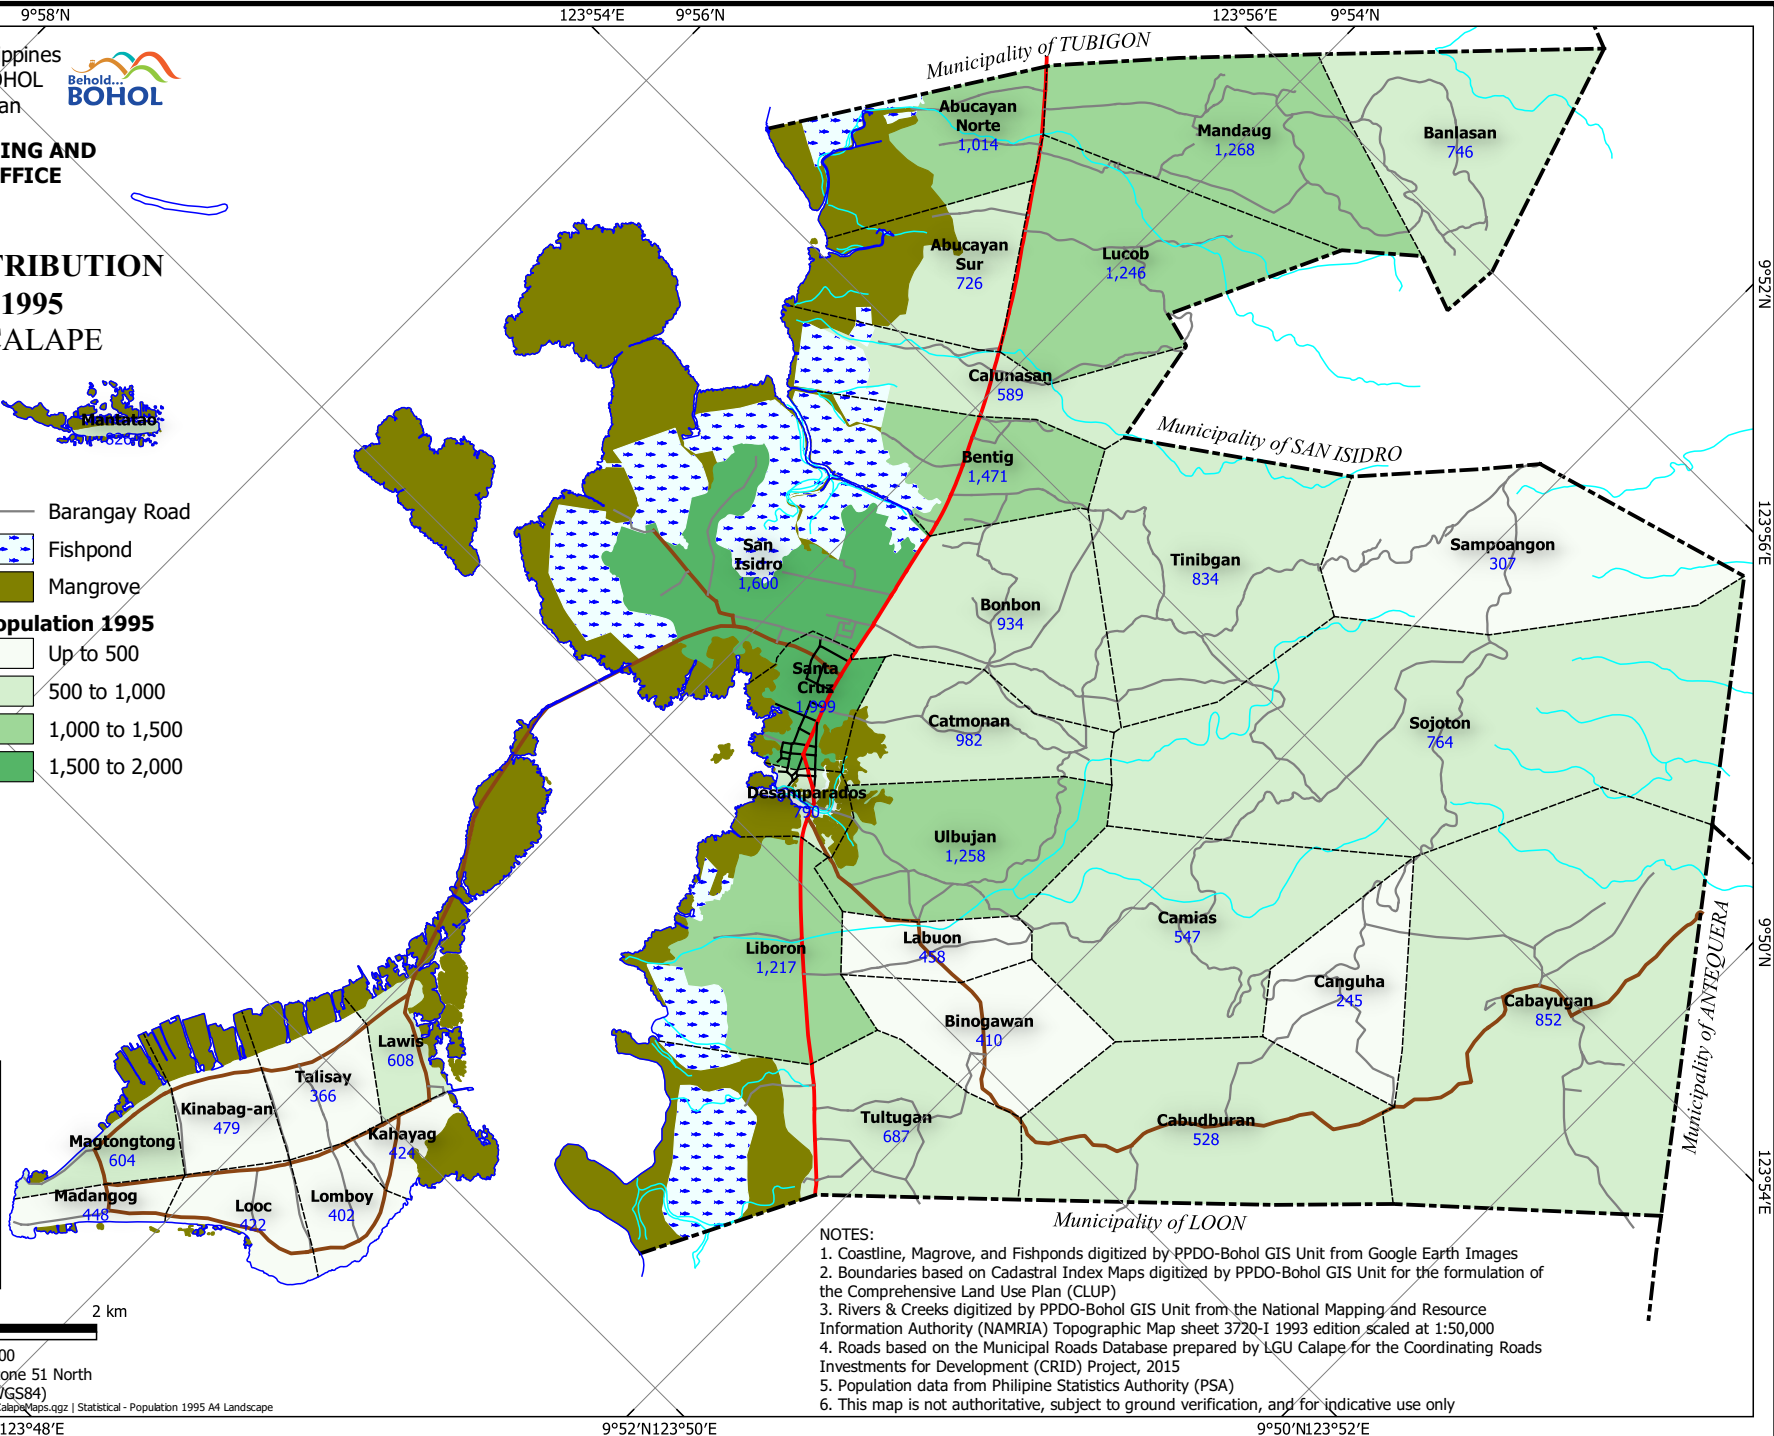 9°58′N
123°54′E
9°56′N
123°56′E
9°54′N
ippines
OHOL
an
Behold...
BOHOL
ING AND
FFICE
TRIBUTION
1995
CALAPE
Mantatao
Barangay Road
Fishpond
Mangrove
opulation 1995
Up to 500
500 to 1,000
1,000 to 1,500
1,500 to 2,000
Municipality of TUBIGON
Abucayan
Norte
1,014
Mandaug
1,268
Banlasan
746
Abucayan
Sur
726
Lucob
1,246
9°52′N
Calunasan
589
Municipality of SAN ISIDRO
Bentig
1,471
San
Isidro
1,600
Tinibgan
834
Sampoangon
307
123°56′E
Bonbon
934
Santa
Cruz
1,999
Catmonan
982
Sojoton
764
Desamparados
790
Ulbujan
1,258
Liboron
1,217
Labuon
458
Camias
547
Canguha
245
Cabayugan
852
9°50′N
Municipality of ANTEQUERA
Binogawan
410
Lawis
608
Talisay
366
Kinabag-an
479
Kahayag
424
Magtongtong
604
Madangog
448
Looc
422
Lomboy
402
Tultugan
687
Cabudburan
528
123°54′E
Municipality of LOON
NOTES:
1. Coastline, Magrove, and Fishponds digitized by PPDO-Bohol GIS Unit from Google Earth Images
2. Boundaries based on Cadastral Index Maps digitized by PPDO-Bohol GIS Unit for the formulation of
the Comprehensive Land Use Plan (CLUP)
3. Rivers & Creeks digitized by PPDO-Bohol GIS Unit from the National Mapping and Resource
Information Authority (NAMRIA) Topographic Map sheet 3720-I 1993 edition scaled at 1:50,000
4. Roads based on the Municipal Roads Database prepared by LGU Calape for the Coordinating Roads
Investments for Development (CRID) Project, 2015
5. Population data from Philipine Statistics Authority (PSA)
6. This map is not authoritative, subject to ground verification, and for indicative use only
2 km
00
one 51 North
VGS84)
CalapeMaps.qgz | Statistical - Population 1995 A4 Landscape
123°48′E
9°52′N
123°50′E
9°50′N
123°52′E